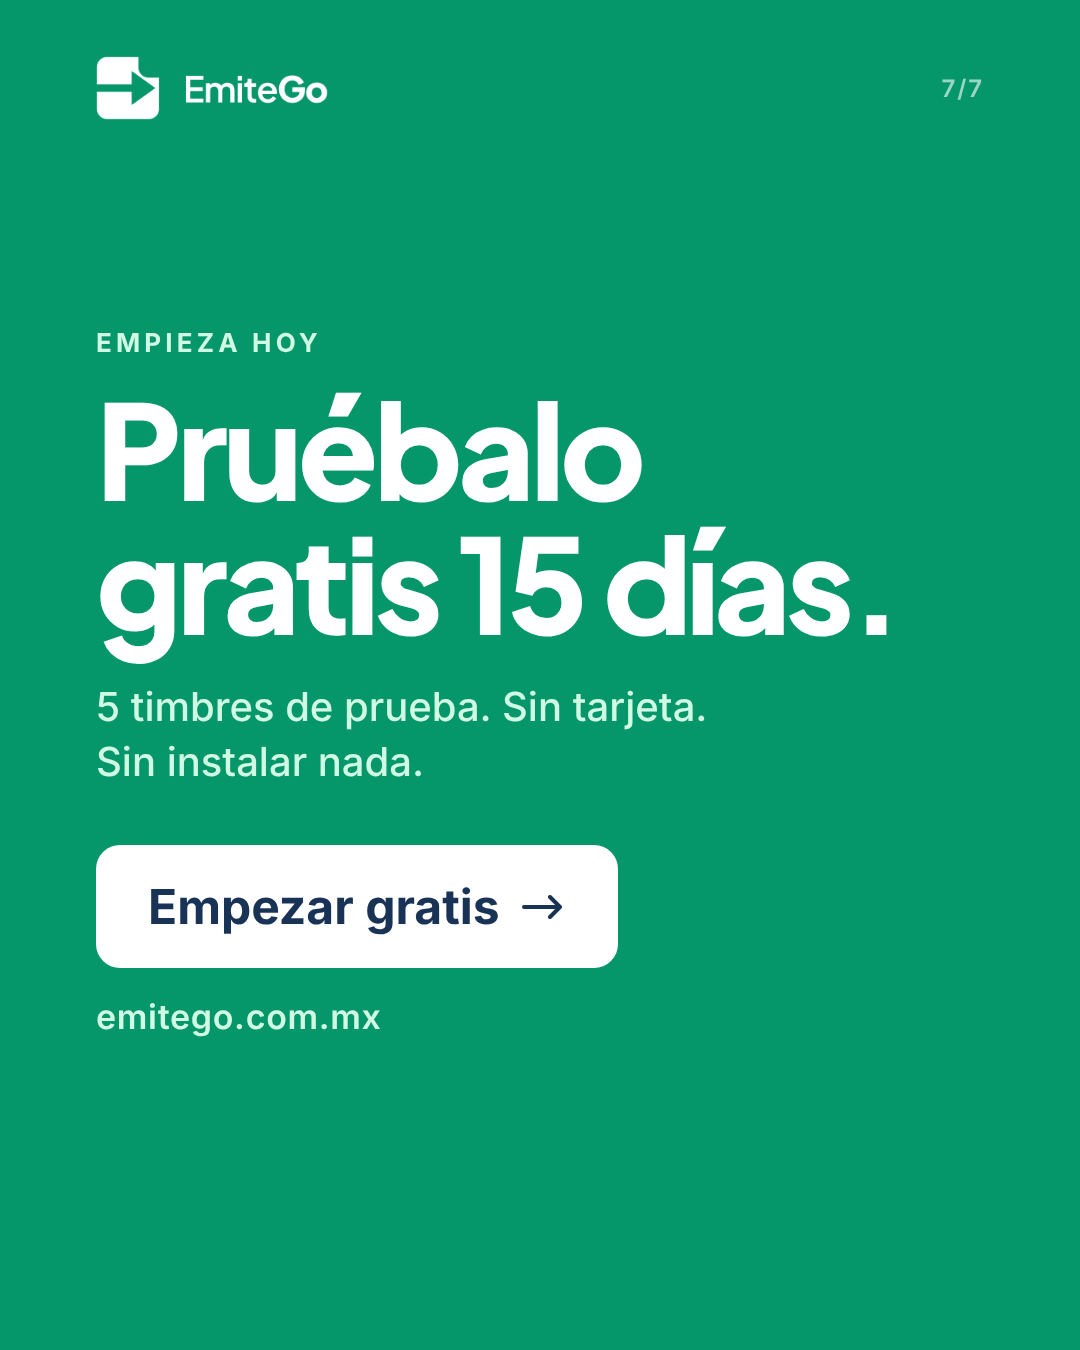 EmiteGo
7/7
EMPIEZA HOY
Pruébalo
gratis 15 días.
5 timbres de prueba. Sin tarjeta.
Sin instalar nada.
Empezar gratis →
emitego.com.mx